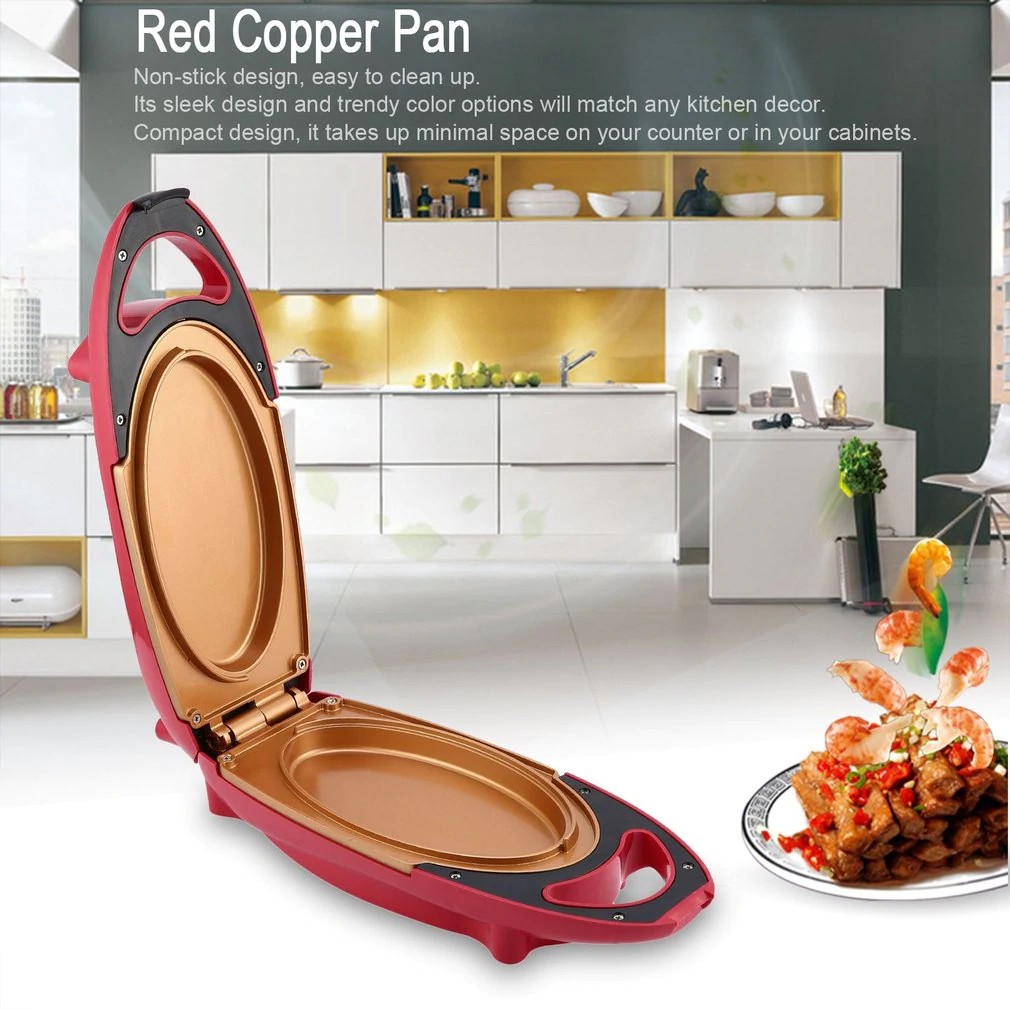 Red Copper Pan
Non-stick design, easy to clean up.
Its sleek design and trendy color options will match any kitchen decor.
Compact design, it takes up minimal space on your counter or in your cabinets.